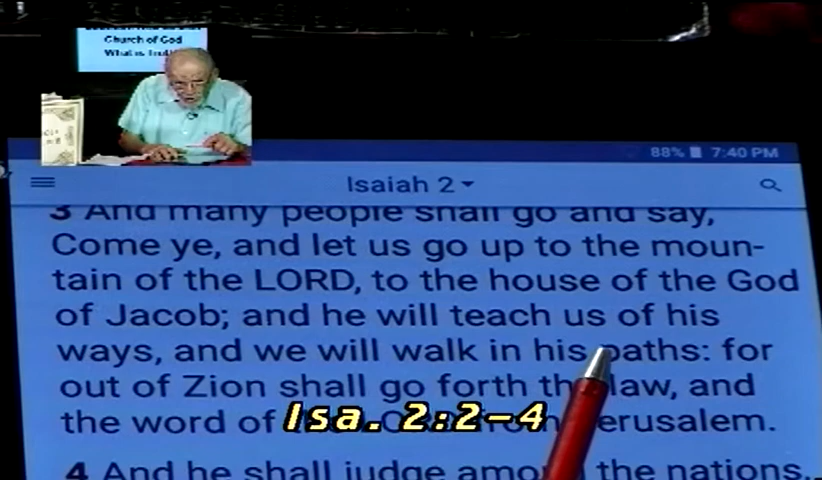 Church of God
What is Truth
88% 7:40 PM
Isaiah 2
3 And many people shall go and say,
Come ye, and let us go up to the moun-
tain of the LORD, to the house of the God
of Jacob; and he will teach us of his
ways, and we will walk in his paths: for
out of Zion shall go forth the law, and
the word of from Jerusalem.
Isa. 2:2-4
4 And he shall judge among the nations,